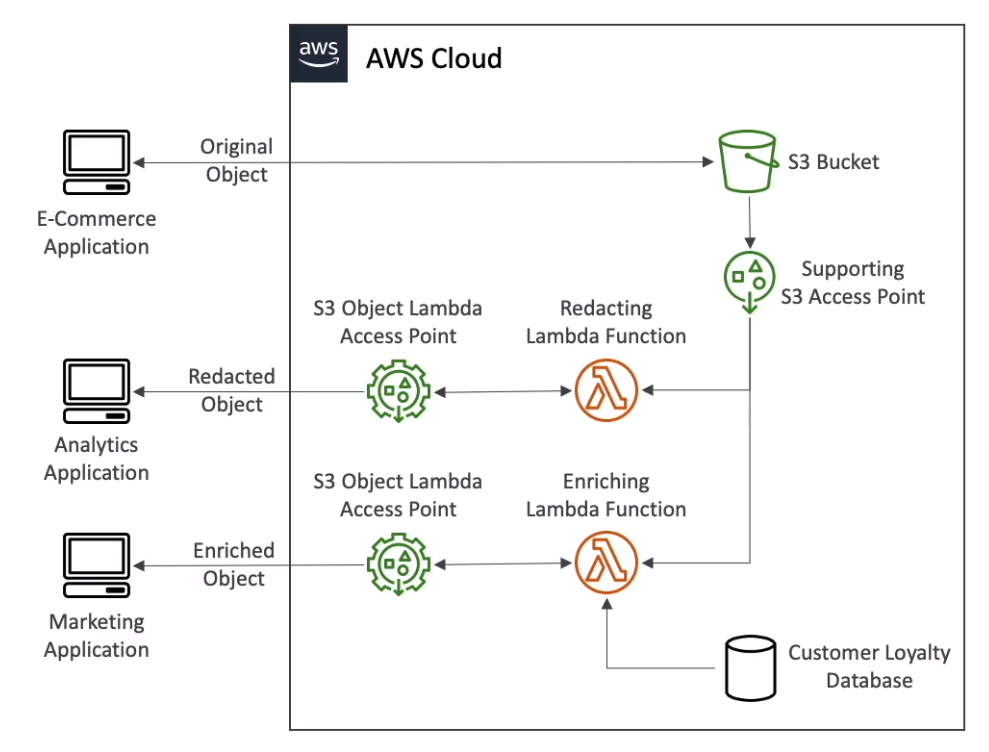 aws
AWS Cloud
Original
Object
S3 Bucket
E-Commerce
Application
Supporting
S3 Access Point
S3 Object Lambda
Access Point
Redacting
Lambda Function
Redacted
Object
Analytics
Application
S3 Object Lambda
Access Point
Enriching
Lambda Function
Enriched
Object
Marketing
Application
Customer Loyalty
Database